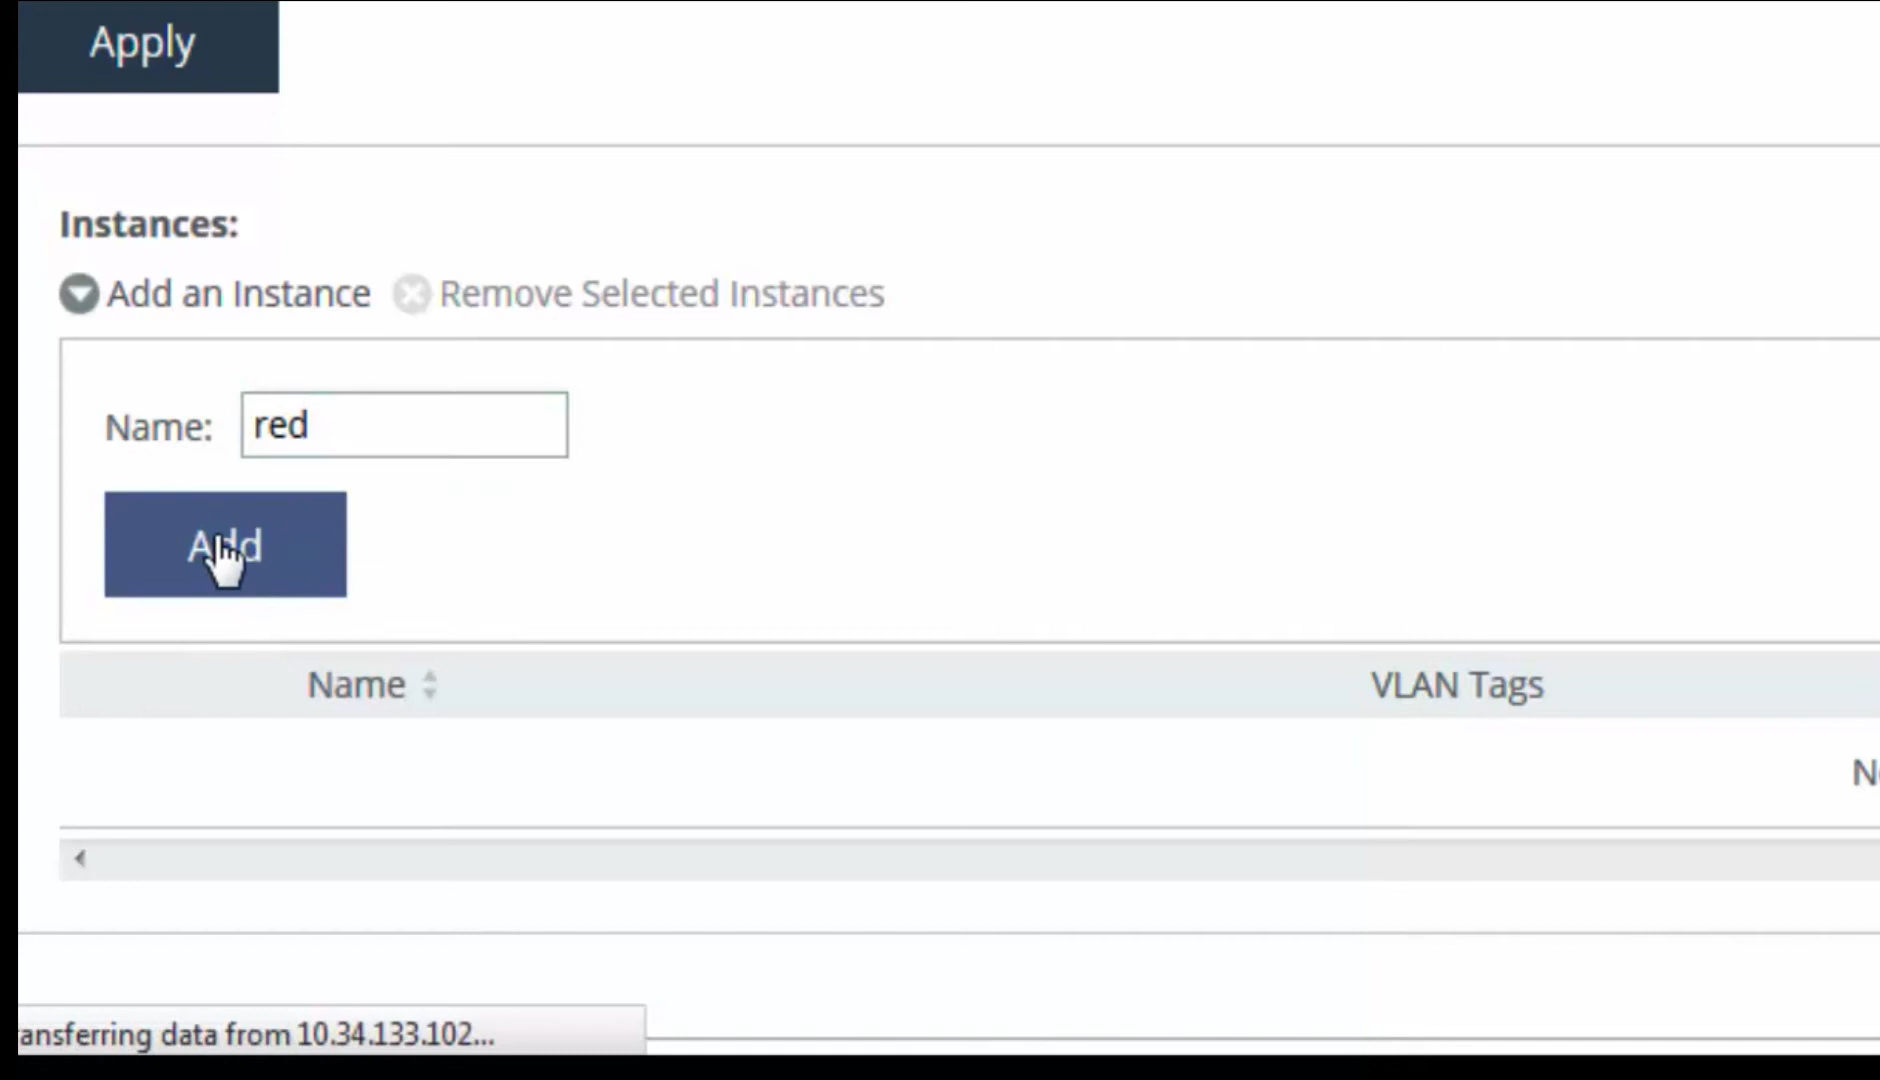 Apply
Instances:
Add an Instance Remove Selected Instances
Name: red
Add
Name VLAN Tags
ansferring data from 10.34.133.102...